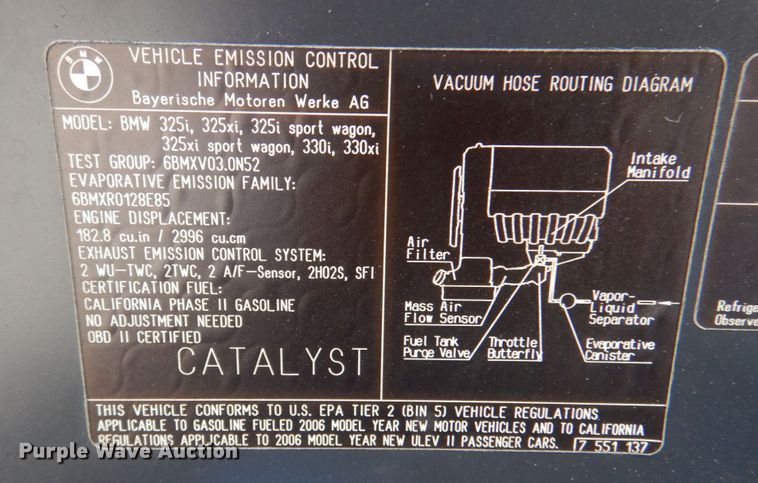 BMW
VEHICLE EMISSION CONTROL
INFORMATION
Bayerische Motoren Werke AG
MODEL: BMW 325i, 325xi, 325i sport wagon,
325xi sport wagon, 330i, 330xi
TEST GROUP: 6BMXV03.0N52
EVAPORATIVE EMISSION FAMILY:
6BMXR0128E85
ENGINE DISPLACEMENT:
182.8 cu.in / 2996 cu.cm
EXHAUST EMISSION CONTROL SYSTEM:
2 WU-TWC, 2TWC, 2 A/F-Sensor, 2HO2S, SFI
CERTIFICATION FUEL:
CALIFORNIA PHASE II GASOLINE
NO ADJUSTMENT NEEDED
OBD II CERTIFIED
CATALYST
VACUUM HOSE ROUTING DIAGRAM
Intake
Manifold
Air
Filter
Mass Air
Flow Sensor
Vapor-
Liquid
Separator
Fuel Tank
Purge Valve
Throttle
Butterfly
Evaporative
Canister
THIS VEHICLE CONFORMS TO U.S. EPA TIER 2 (BIN 5) VEHICLE REGULATIONS
APPLICABLE TO GASOLINE FUELED 2006 MODEL YEAR NEW MOTOR VEHICLES AND TO CALIFORNIA
REGULATIONS APPLICABLE TO 2006 MODEL YEAR NEW ULEV II PASSENGER CARS.
7 551 137
Refrige
Observe
Purple Wave Auction